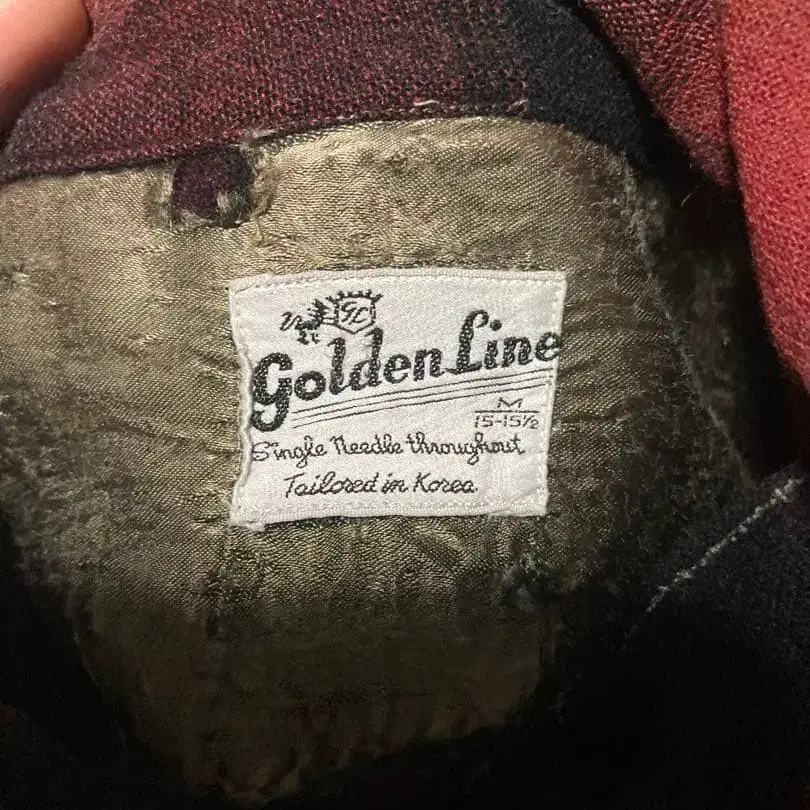 GL
Golden Line
M
15-15½
Single Needle throughout
Tailored in Korea